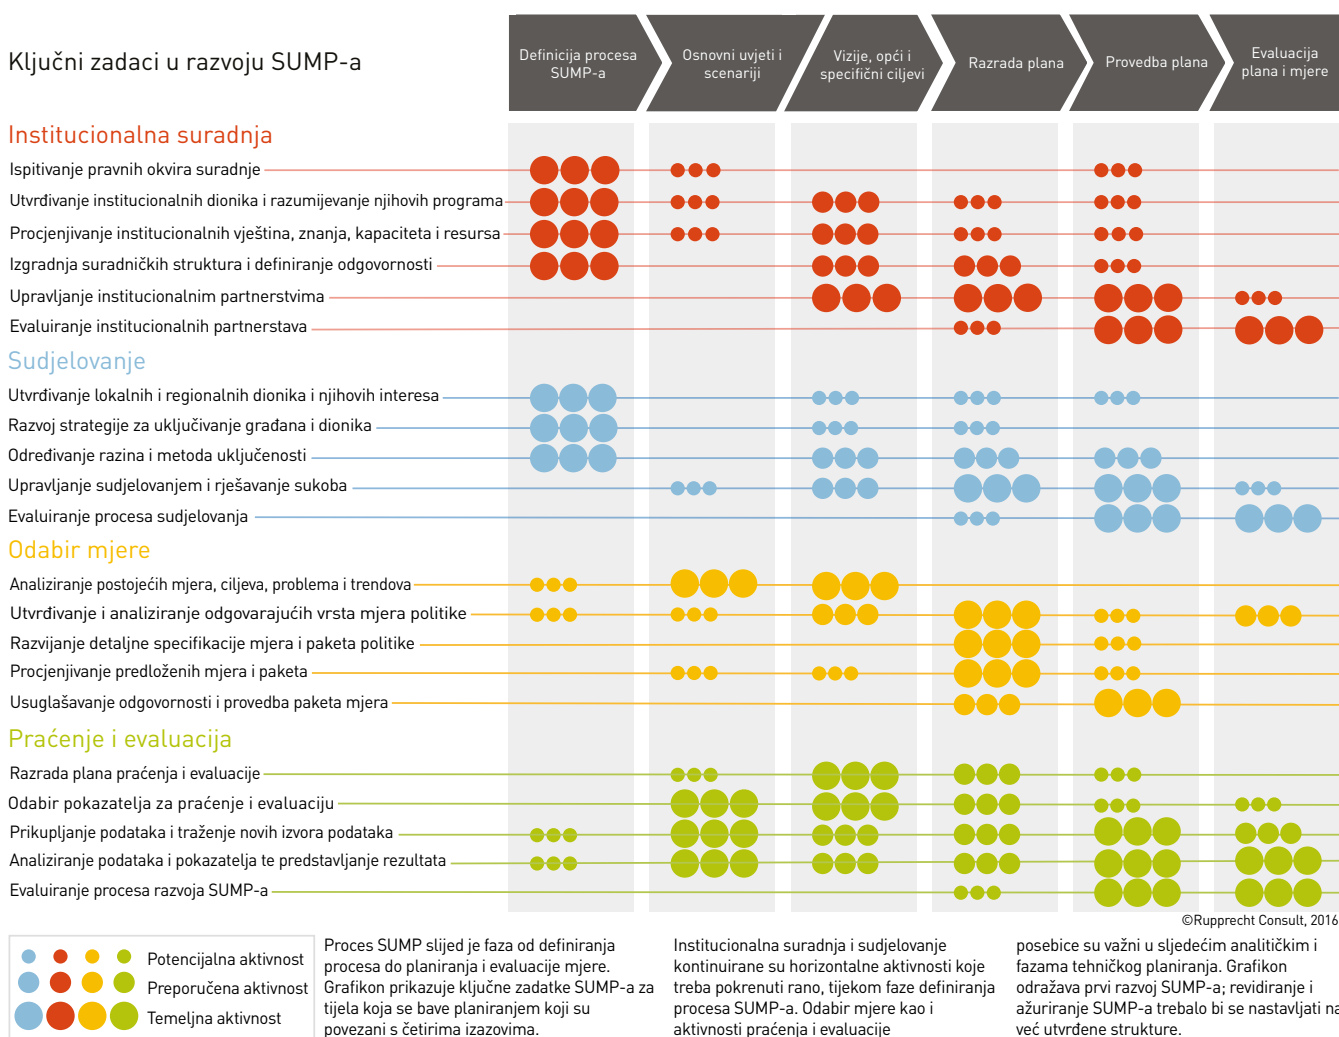 Ključni zadaci u razvoju SUMP-a
Definicija procesa
SUMP-a
Osnovni uvjeti i
scenariji
Vizije, opći i
specifični ciljevi
Razrada plana
Provedba plana
Evaluacija
plana i mjere
Institucionalna suradnja
Ispitivanje pravnih okvira suradnje
Utvrđivanje institucionalnih dionika i razumijevanje njihovih programa
Procjenjivanje institucionalnih vještina, znanja, kapaciteta i resursa
Izgradnja suradničkih struktura i definiranje odgovornosti
Upravljanje institucionalnim partnerstvima
Evaluiranje institucionalnih partnerstava
Sudjelovanje
Utvrđivanje lokalnih i regionalnih dionika i njihovih interesa
Razvoj strategije za uključivanje građana i dionika
Određivanje razina i metoda uključenosti
Upravljanje sudjelovanjem i rješavanje sukoba
Evaluiranje procesa sudjelovanja
Odabir mjere
Analiziranje postojećih mjera, ciljeva, problema i trendova
Utvrđivanje i analiziranje odgovarajućih vrsta mjera politike
Razvijanje detaljne specifikacije mjera i paketa politike
Procjenjivanje predloženih mjera i paketa
Usuglašavanje odgovornosti i provedba paketa mjera
Praćenje i evaluacija
Razrada plana praćenja i evaluacije
Odabir pokazatelja za praćenje i evaluaciju
Prikupljanje podataka i traženje novih izvora podataka
Analiziranje podataka i pokazatelja te predstavljanje rezultata
Evaluiranje procesa razvoja SUMP-a
©Rupprecht Consult, 2016
Potencijalna aktivnost
Preporučena aktivnost
Temeljna aktivnost
Proces SUMP slijed je faza od definiranja
procesa do planiranja i evaluacije mjere.
Grafikon prikazuje ključne zadatke SUMP-a za
tijela koja se bave planiranjem koji su
povezani s četirima izazovima.
Institucionalna suradnja i sudjelovanje
kontinuirane su horizontalne aktivnosti koje
treba pokrenuti rano, tijekom faze definiranja
procesa SUMP-a. Odabir mjere kao i
aktivnosti praćenja i evaluacije
posebice su važni u sljedećim analitičkim i
fazama tehničkog planiranja. Grafikon
odražava prvi razvoj SUMP-a; revidiranje i
ažuriranje SUMP-a trebalo bi se nastavljati na
već utvrđene strukture.